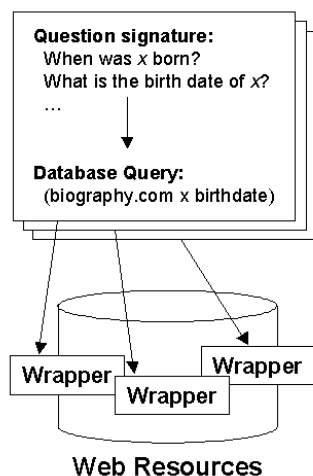 Question signature:
When was x born?
What is the birth date of x?
...
Database Query:
(biography.com x birthdate)
Wrapper
Wrapper
Wrapper
Web Resources